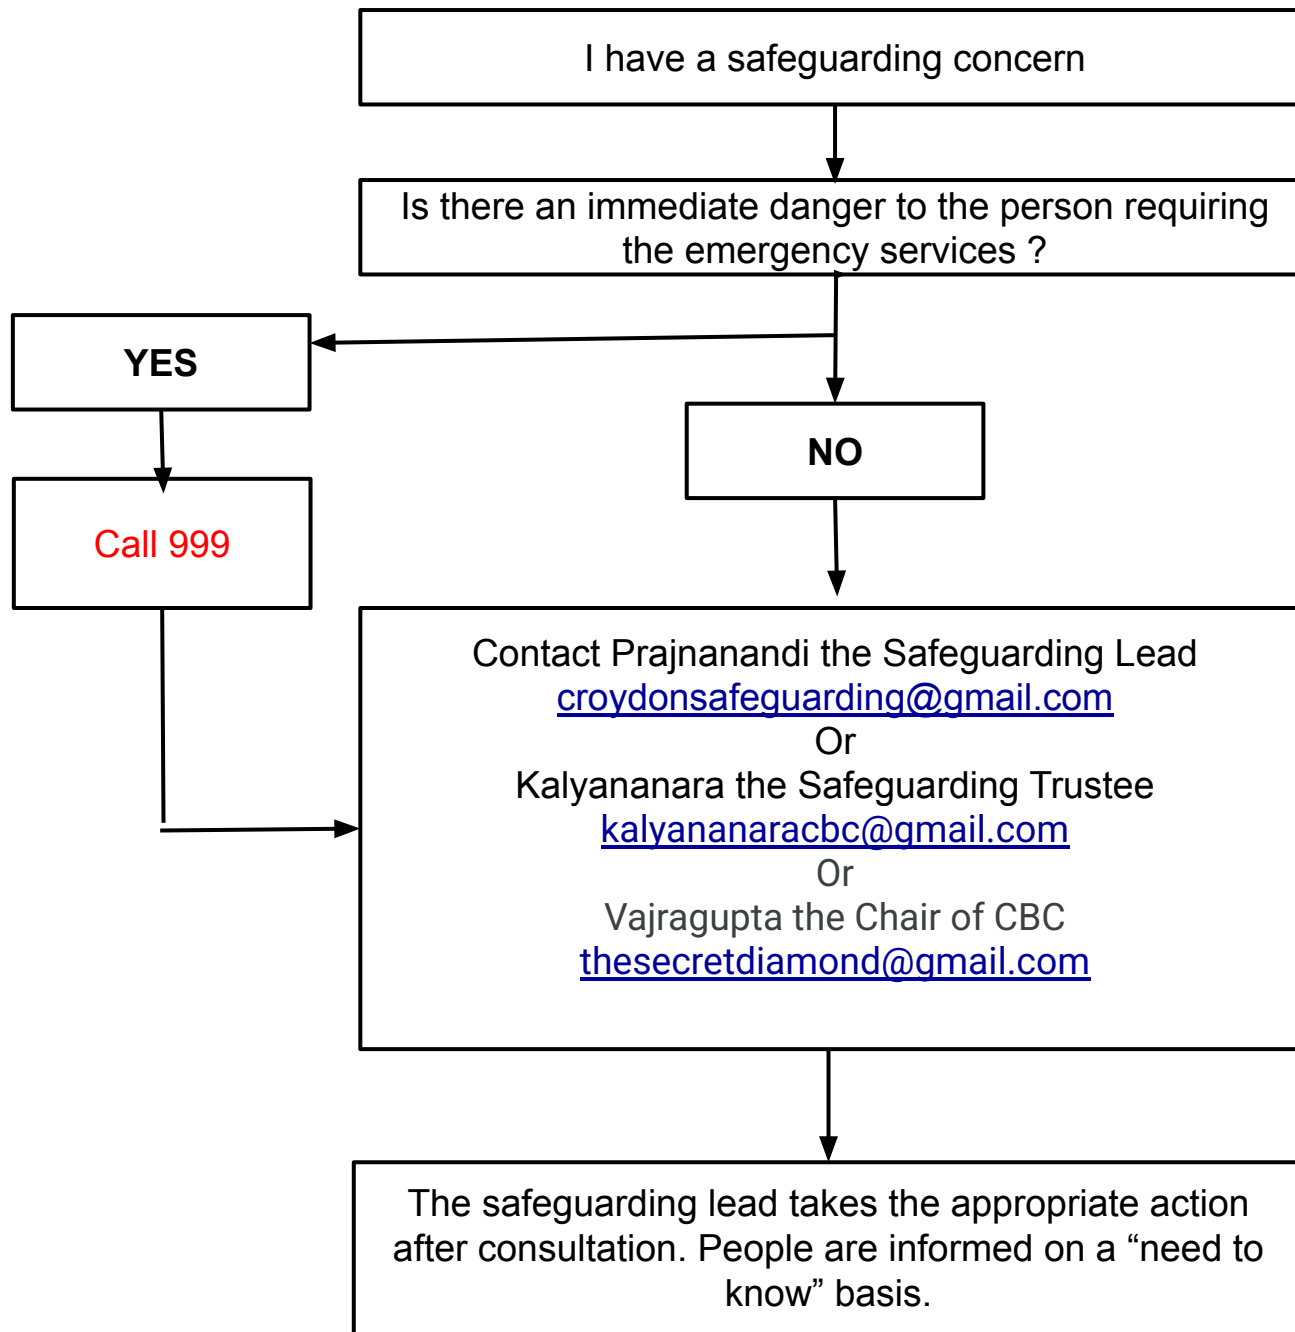 I have a safeguarding concern
Is there an immediate danger to the person requiring
the emergency services ?
YES
NO
Call 999
Contact Prajnanandi the Safeguarding Lead
croydonsafeguarding@gmail.com
Or
Kalyananara the Safeguarding Trustee
kalyananaracbc@gmail.com
Or
Vajragupta the Chair of CBC
thesecretdiamond@gmail.com
The safeguarding lead takes the appropriate action
after consultation. People are informed on a “need to
know” basis.